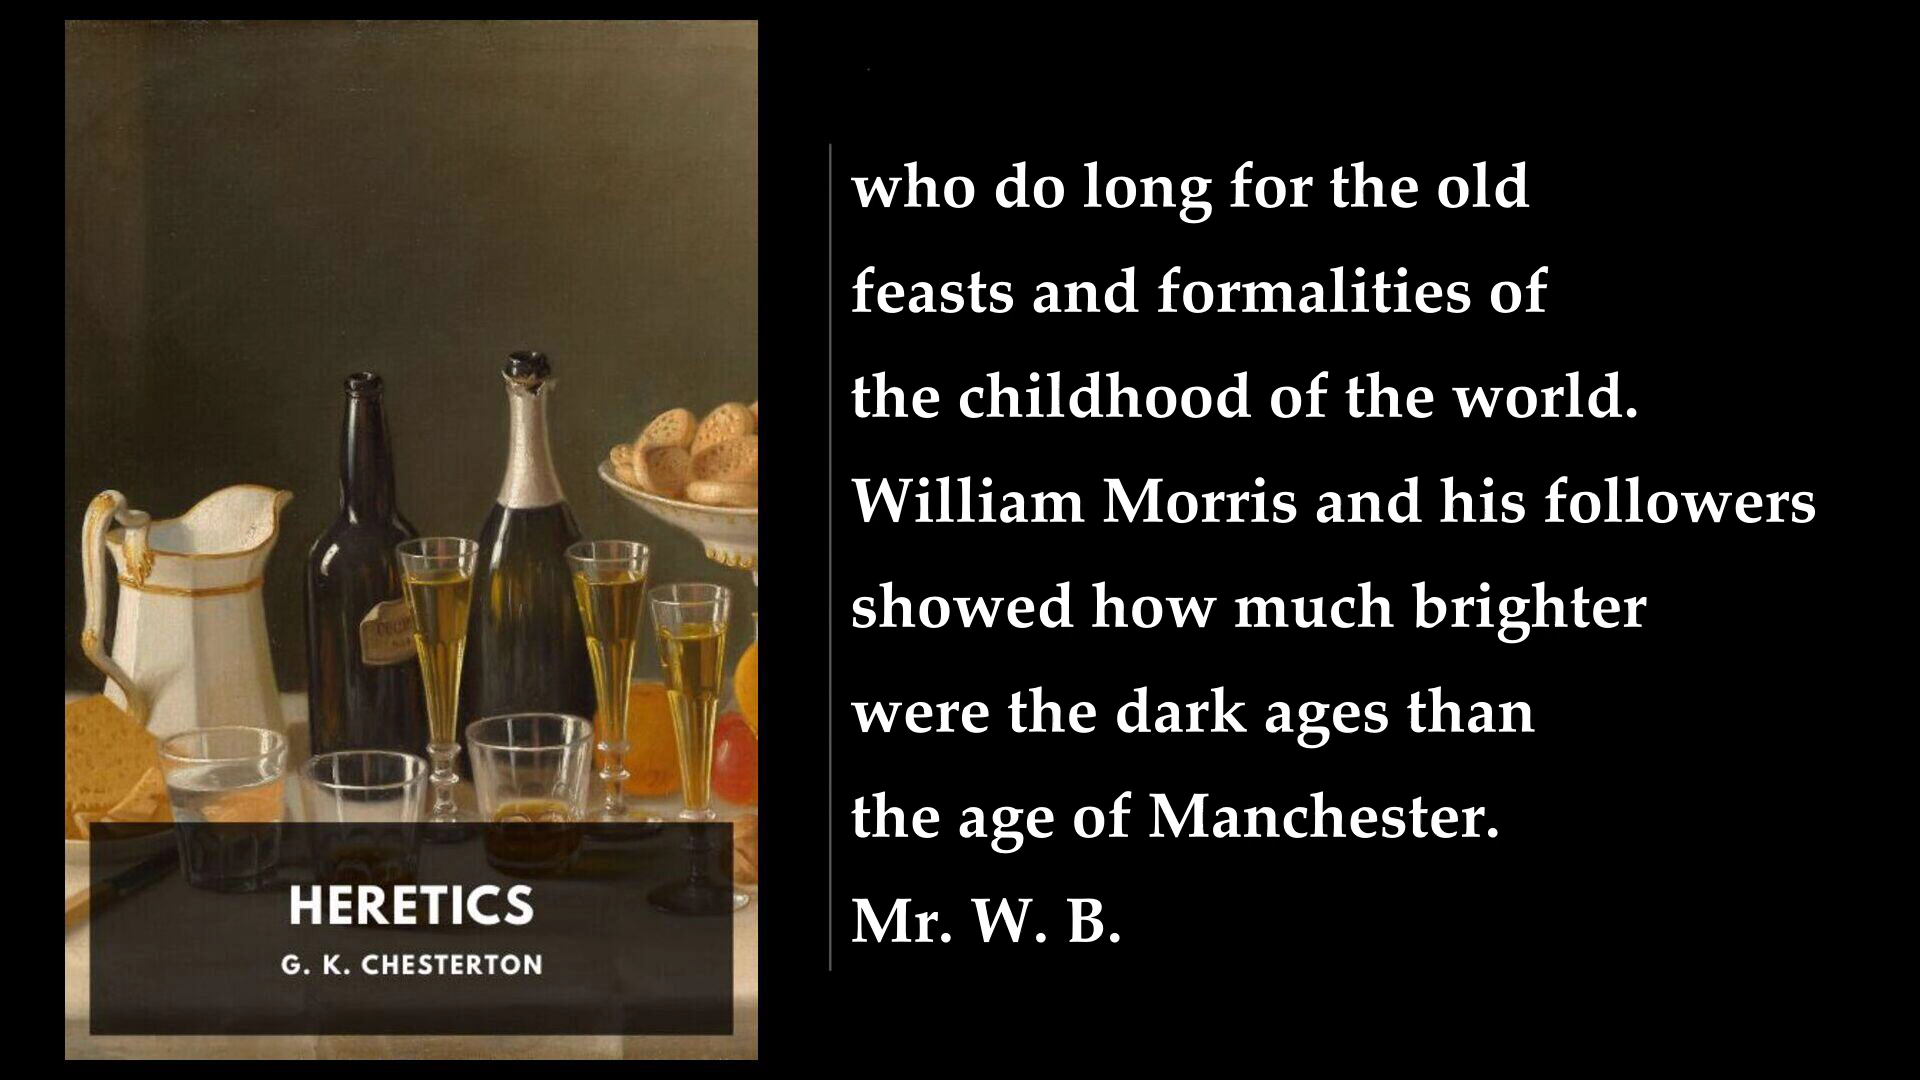 HERETICS
G. K. CHESTERTON
who do long for the old
feasts and formalities of
the childhood of the world.
William Morris and his followers
showed how much brighter
were the dark ages than
the age of Manchester.
Mr. W. B.